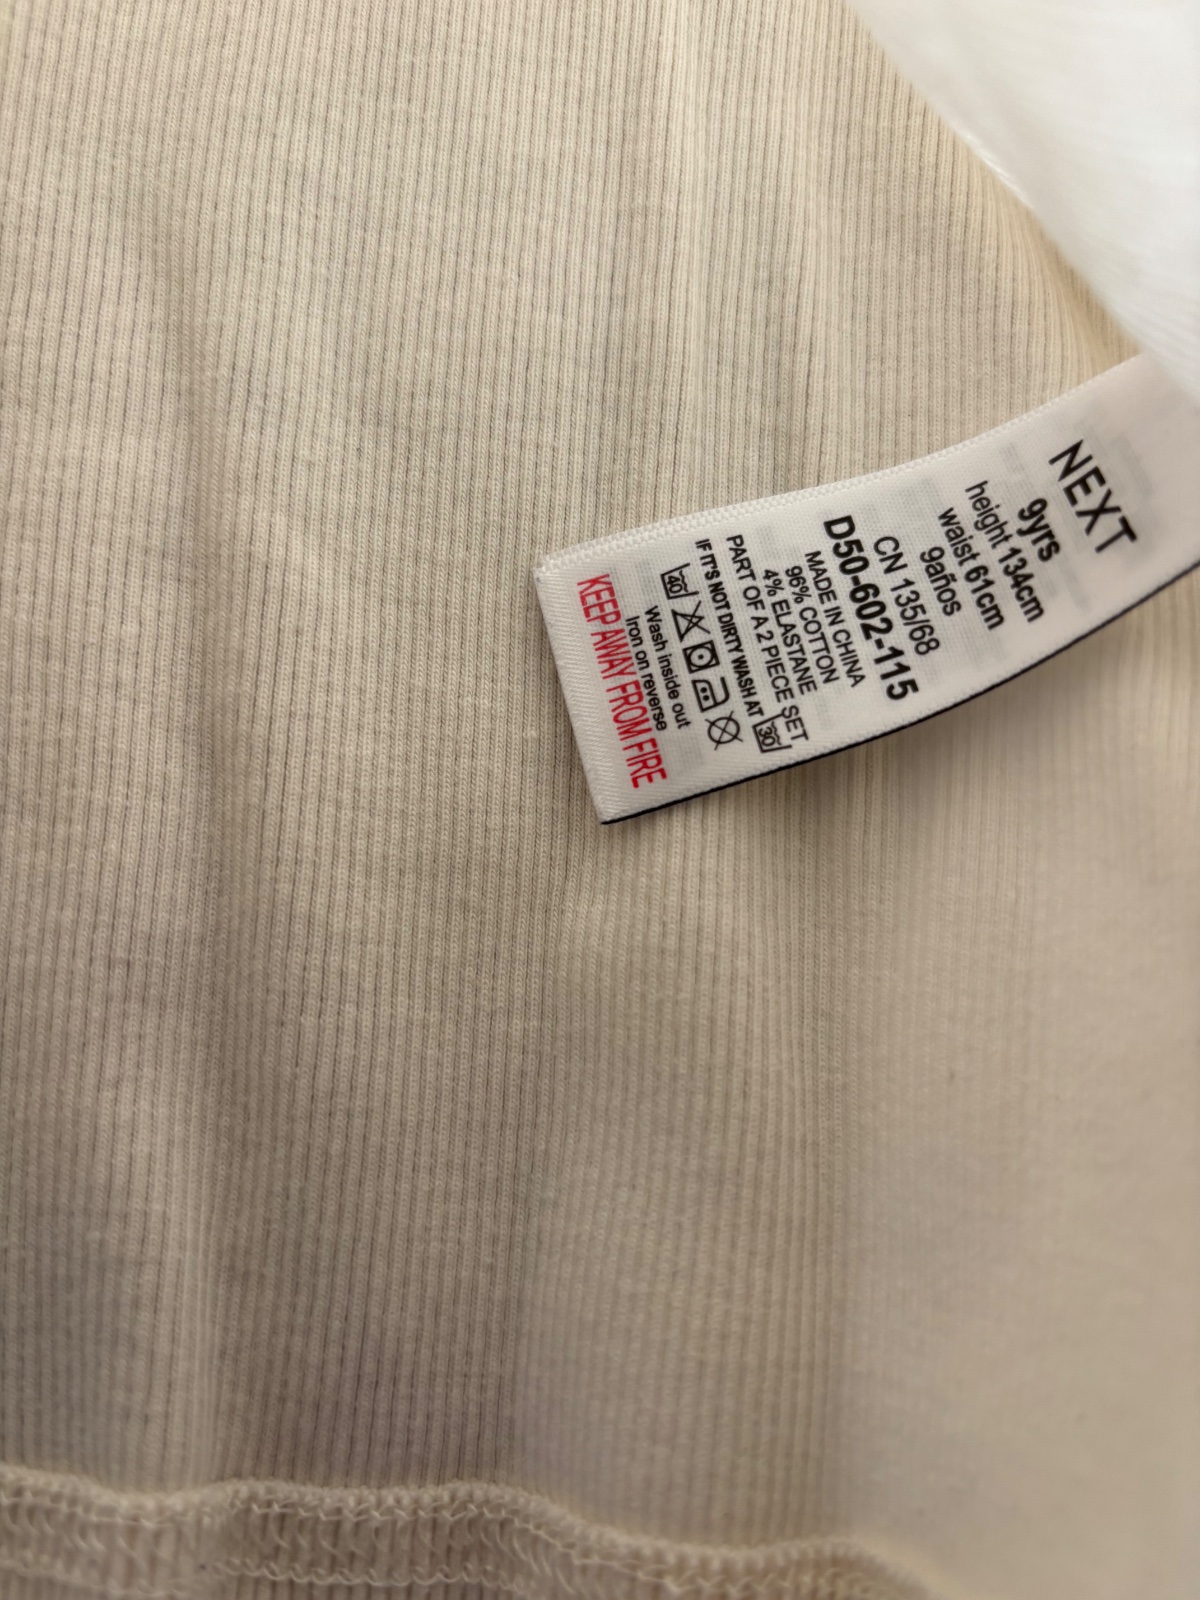 NEXT
9yrs
height 134cm
waist 61cm
9años
CN 135/68
D50-602-115
MADE IN CHINA
96% COTTON
4% ELASTANE
PART OF A 2 PIECE SET
IF IT'S NOT DIRTY WASH AT 30
40
Wash inside out
Iron on reverse
KEEP AWAY FROM FIRE